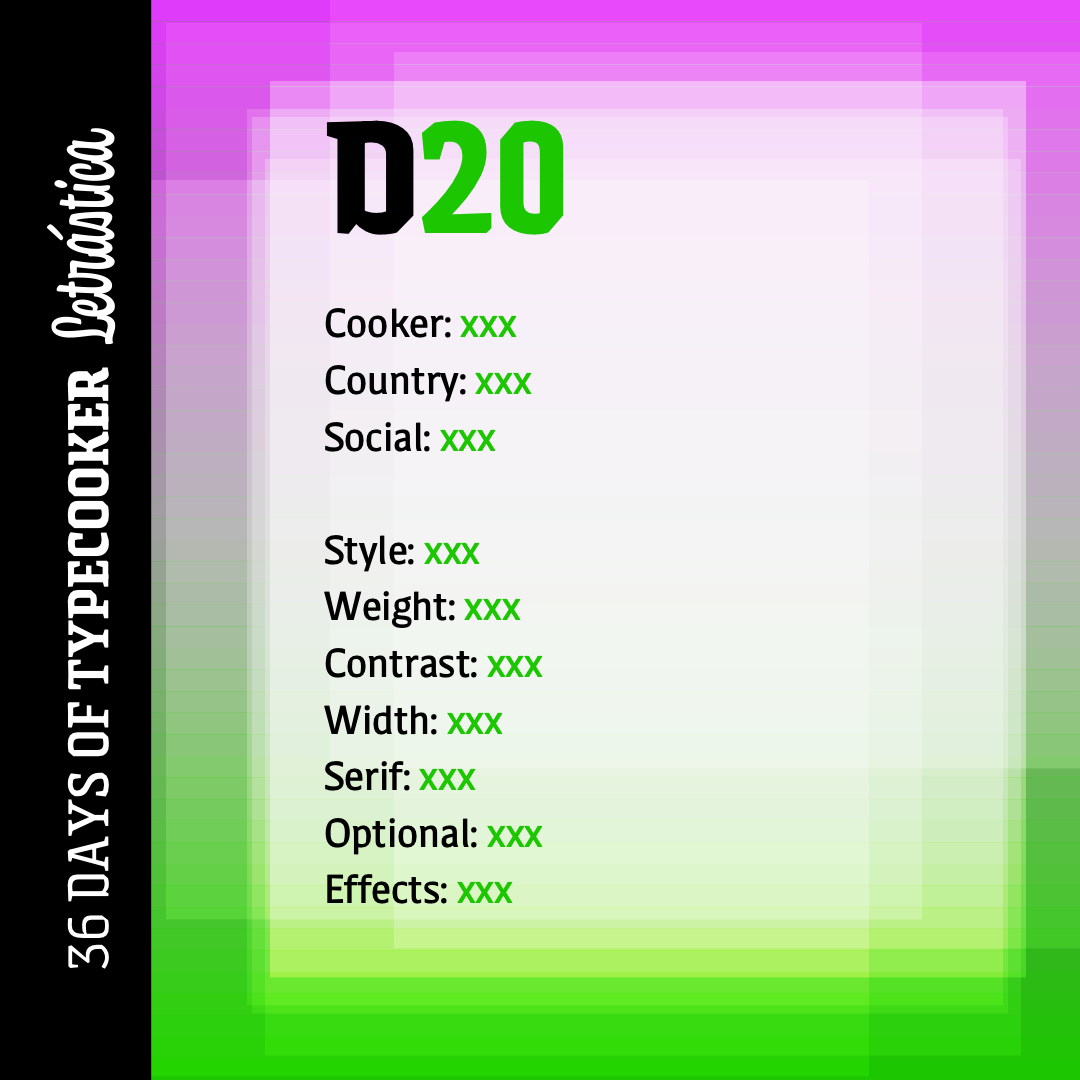 36 DAYS OF TYPECOOKER Letrástica
D20
Cooker: xxx
Country: xxx
Social: xxx
Style: xxx
Weight: xxx
Contrast: xxx
Width: xxx
Serif: xxx
Optional: xxx
Effects: xxx